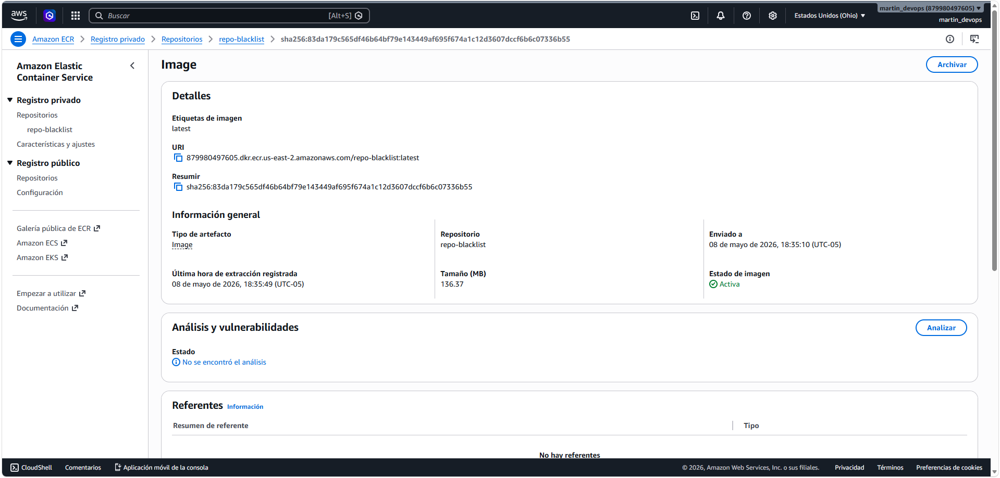 aws
Buscar
[Alt+S]
Estados Unidos (Ohio)
martin_devops (879980497605)
martin_devops
Amazon ECR
Registro privado
Repositorios
repo-blacklist
sha256:83da179c565df46b64bf79e143449af695f674a1c12d3607dccf6b6c07336b55
Amazon Elastic
Container Service
Registro privado
Repositorios
repo-blacklist
Características y ajustes
Registro público
Repositorios
Configuración
Galería pública de ECR
Amazon ECS
Amazon EKS
Empezar a utilizar
Documentación
Image
Archivar
Detalles
Etiquetas de imagen
latest
URI
879980497605.dkr.ecr.us-east-2.amazonaws.com/repo-blacklist:latest
Resumir
sha256:83da179c565df46b64bf79e143449af695f674a1c12d3607dccf6b6c07336b55
Información general
Tipo de artefacto
Image
Repositorio
repo-blacklist
Enviado a
08 de mayo de 2026, 18:35:10 (UTC-05)
Última hora de extracción registrada
08 de mayo de 2026, 18:35:49 (UTC-05)
Tamaño (MB)
136.37
Estado de imagen
Activa
Análisis y vulnerabilidades
Analizar
Estado
No se encontró el análisis
Referentes Información
Resumen de referente
Tipo
No hay referentes
CloudShell
Comentarios
Aplicación móvil de la consola
© 2026, Amazon Web Services, Inc. o sus filiales.
Privacidad
Términos
Preferencias de cookies